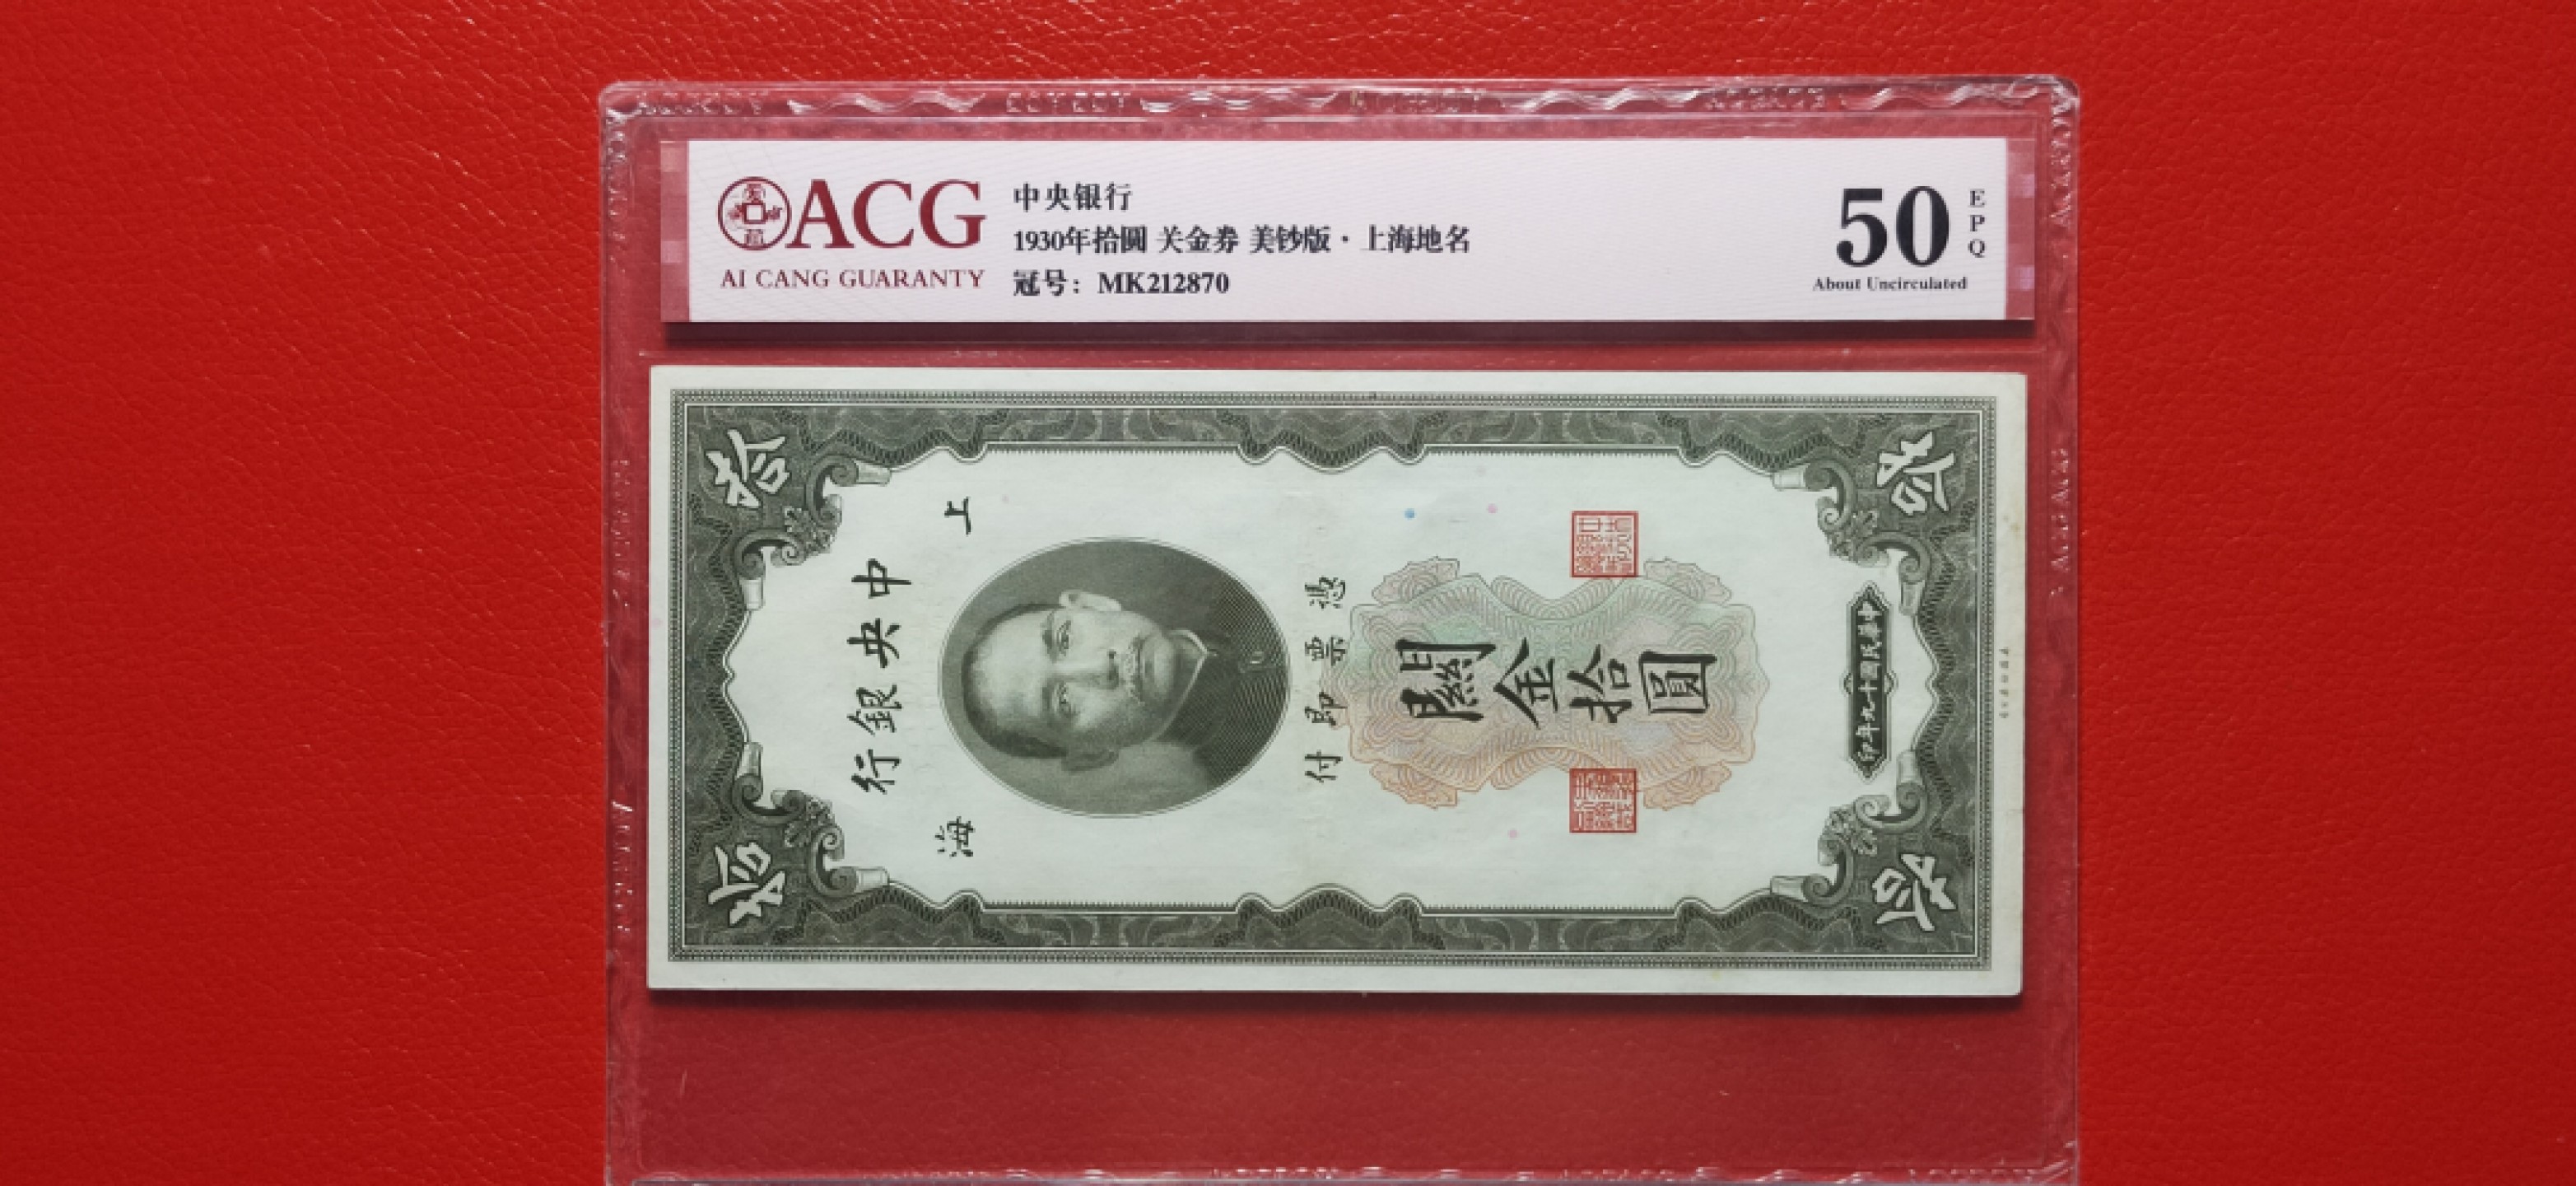 ACG
AI CANG GUARANTY
中央银行
1930年拾圆 关金券 美钞版·上海地名
冠号：MK212870
50
EPQ
About Uncirculated
拾
拾
中央銀行
上
海
憑票即付
關金拾圓
中華民國十九年印
拾
拾